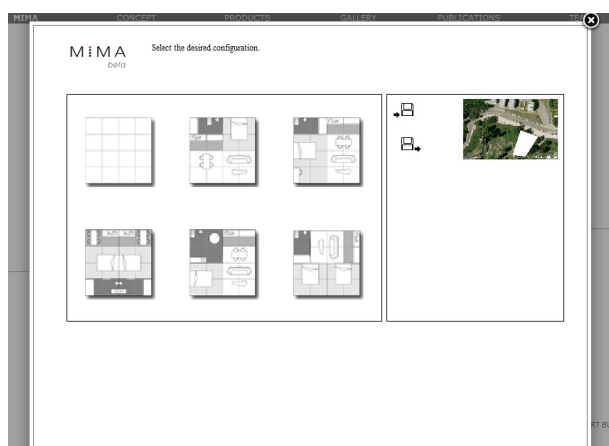 MIMA CONCEPT PRODUCTS GALLERY PUBLICATIONS
MIMA
beta
Select the desired configuration.